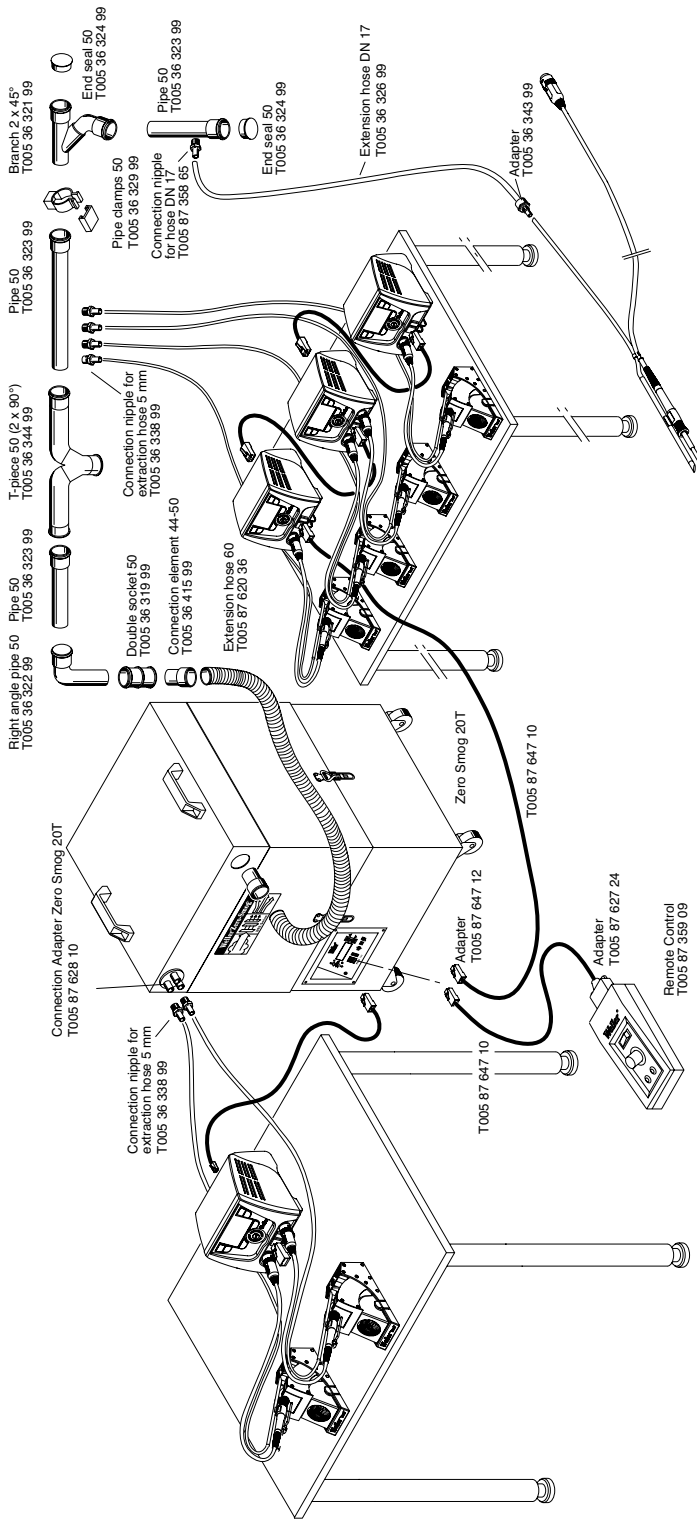 Connection Adapter Zero Smog 20T
T005 87 628 10
Right angle pipe 50
T005 36 322 99
Pipe 50
T005 36 323 99
T-piece 50 (2 x 90°)
T005 36 344 99
Pipe 50
T005 36 323 99
Branch 2 x 45°
T005 36 321 99
End seal 50
T005 36 324 99
Pipe clamps 50
T005 36 329 99
Pipe 50
T005 36 323 99
Connection nipple
for hose DN 17
T005 87 358 65
End seal 50
T005 36 324 99
Double socket 50
T005 36 319 99
Connection element 44-50
T005 36 415 99
Extension hose 60
T005 87 620 36
Connection nipple for
extraction hose 5 mm
T005 36 338 99
Extension hose DN 17
T005 36 326 99
Adapter
T005 36 343 99
Connection nipple for
extraction hose 5 mm
T005 36 338 99
Zero Smog 20T
Adapter
T005 87 647 12
T005 87 647 10
T005 87 647 10
Adapter
T005 87 627 24
Remote Control
T005 87 359 09
Weller